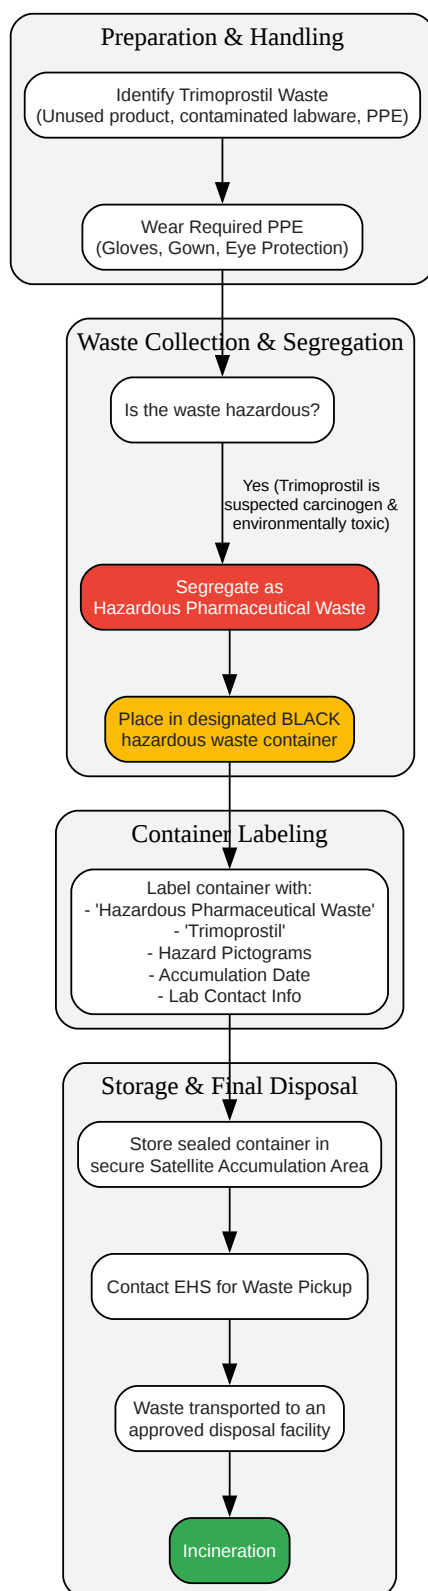 Preparation & Handling
Identify Trimoprostil Waste
(Unused product, contaminated labware, PPE)
Wear Required PPE
(Gloves, Gown, Eye Protection)
Waste Collection & Segregation
Is the waste hazardous?
Yes (Trimoprostil is
suspected carcinogen &
environmentally toxic)
Segregate as
Hazardous Pharmaceutical Waste
Place in designated BLACK
hazardous waste container
Container Labeling
Label container with:
- 'Hazardous Pharmaceutical Waste'
- 'Trimoprostil'
- Hazard Pictograms
- Accumulation Date
- Lab Contact Info
Storage & Final Disposal
Store sealed container in
secure Satellite Accumulation Area
Contact EHS for Waste Pickup
Waste transported to an
approved disposal facility
Incineration